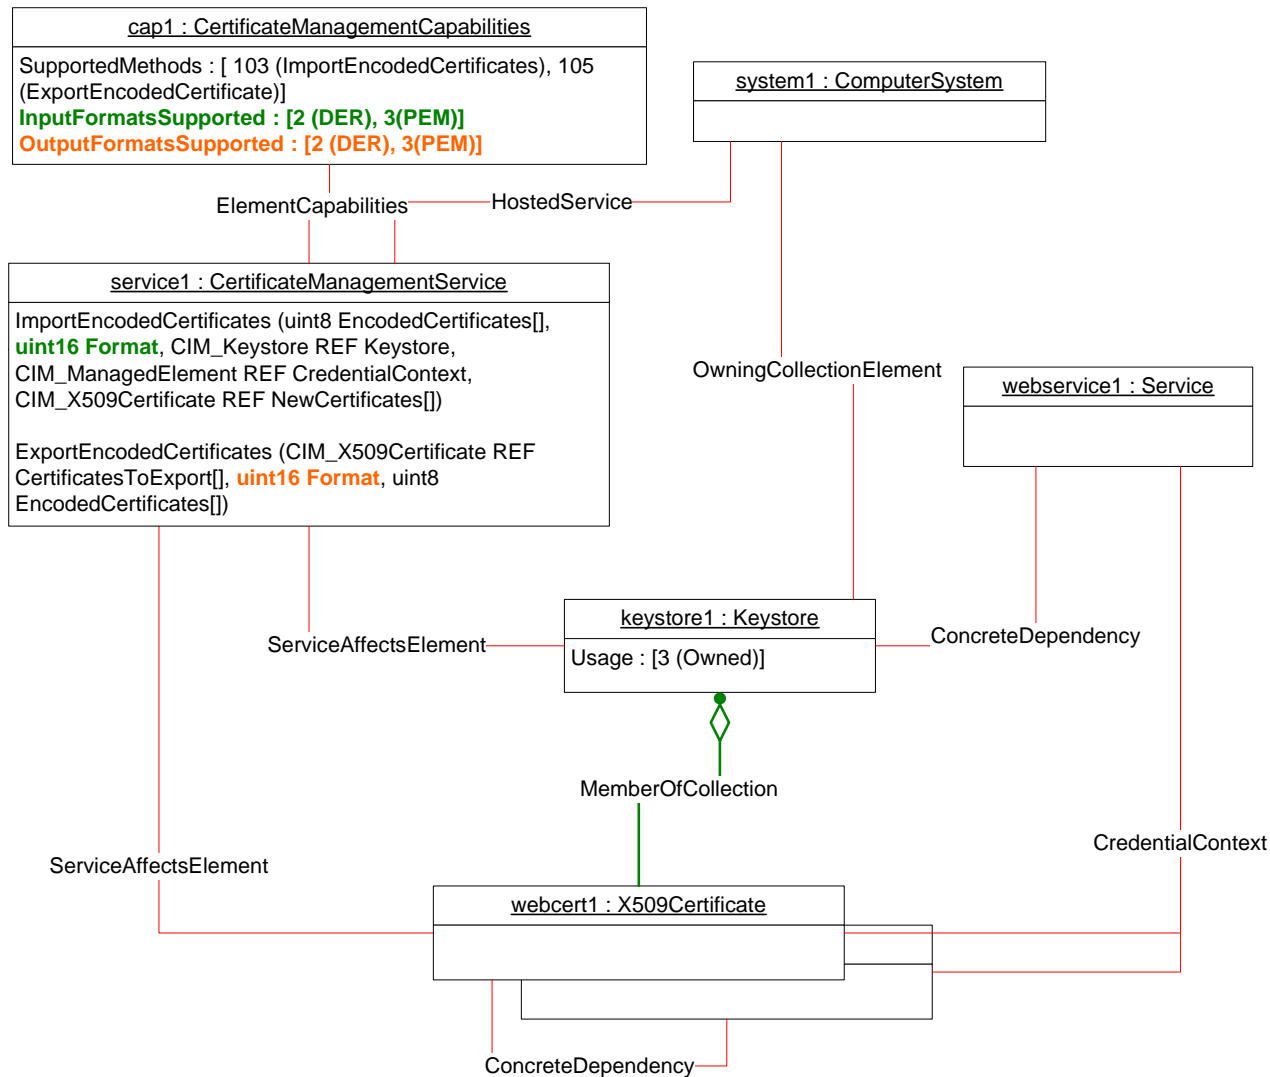 cap1 : CertificateManagementCapabilities
SupportedMethods : [ 103 (ImportEncodedCertificates), 105
(ExportEncodedCertificate)]
InputFormatsSupported : [2 (DER), 3(PEM)]
OutputFormatsSupported : [2 (DER), 3(PEM)]
system1 : ComputerSystem
ElementCapabilities
HostedService
service1 : CertificateManagementService
ImportEncodedCertificates (uint8 EncodedCertificates[],
uint16 Format, CIM_Keystore REF Keystore,
CIM_ManagedElement REF CredentialContext,
CIM_X509Certificate REF NewCertificates[])
ExportEncodedCertificates (CIM_X509Certificate REF
CertificatesToExport[], uint16 Format, uint8
EncodedCertificates[])
OwningCollectionElement
webservice1 : Service
keystore1 : Keystore
Usage : [3 (Owned)]
ServiceAffectsElement
ConcreteDependency
MemberOfCollection
CredentialContext
ServiceAffectsElement
webcert1 : X509Certificate
ConcreteDependency